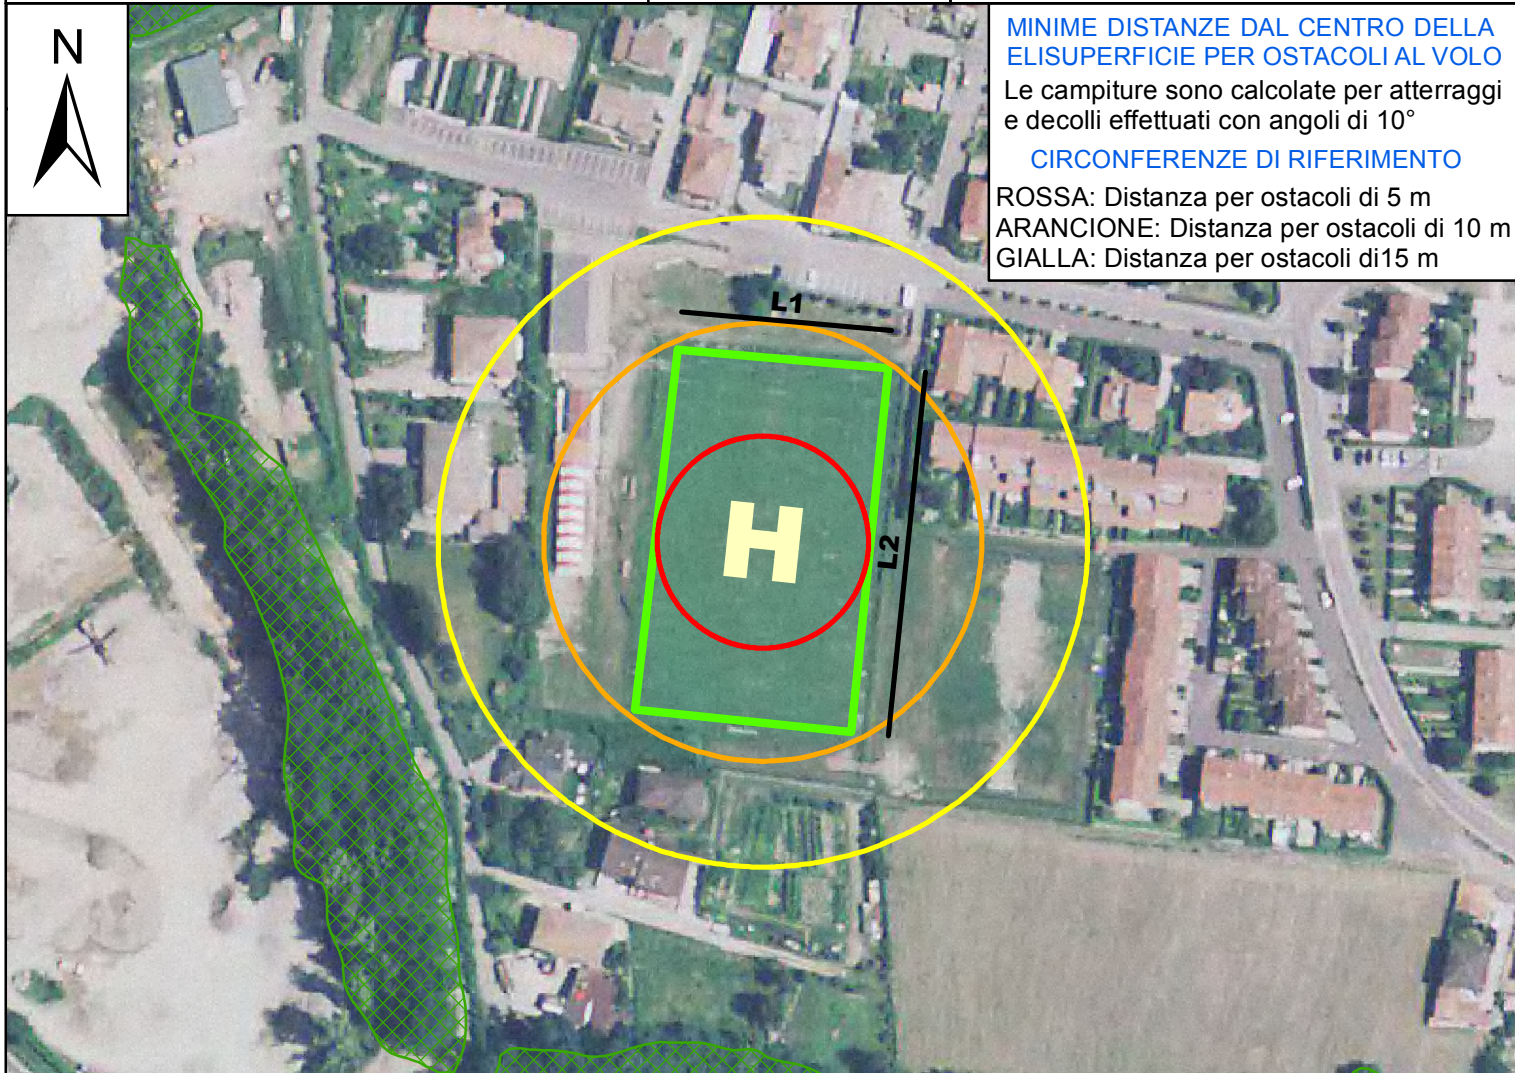 N
MINIME DISTANZE DAL CENTRO DELLA
ELISUPERFICIE PER OSTACOLI AL VOLO
Le campiture sono calcolate per atterraggi
e decolli effettuati con angoli di 10°
CIRCONFERENZE DI RIFERIMENTO
ROSSA: Distanza per ostacoli di 5 m
ARANCIONE: Distanza per ostacoli di 10 m
GIALLA: Distanza per ostacoli di15 m
L1
H
L2